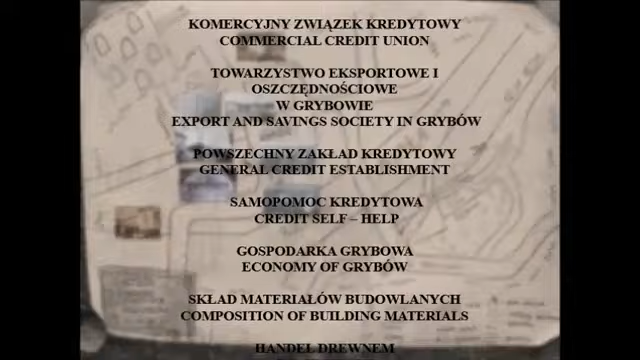 KOMERCYJNY ZWIĄZEK KREDYTOWY
COMMERCIAL CREDIT UNION
TOWARZYSTWO EKSPORTOWE I
OSZCZĘDNOŚCIOWE
W GRYBOWIE
EXPORT AND SAVINGS SOCIETY IN GRYBÓW
POWSZECHNY ZAKŁAD KREDYTOWY
GENERAL CREDIT ESTABLISHMENT
SAMOPOMOC KREDYTOWA
CREDIT SELF – HELP
GOSPODARKA GRYBOWA
ECONOMY OF GRYBÓW
SKŁAD MATERIAŁÓW BUDOWLANYCH
COMPOSITION OF BUILDING MATERIALS
HANDEL DREWNEM